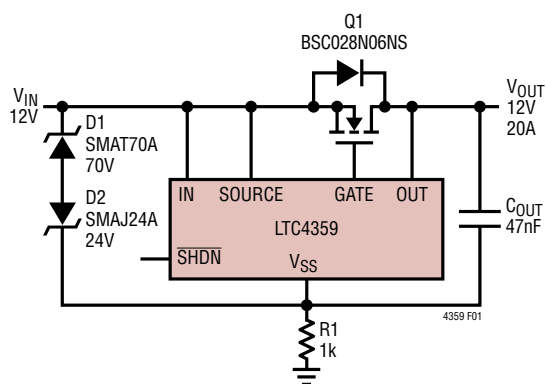 Q1
BSC028N06NS
VIN
12V
VOUT
12V
20A
D1
SMAT70A
70V
D2
SMAJ24A
24V
IN SOURCE GATE OUT
LTC4359
SHDN
VSS
COUT
47nF
4359 F01
R1
1k